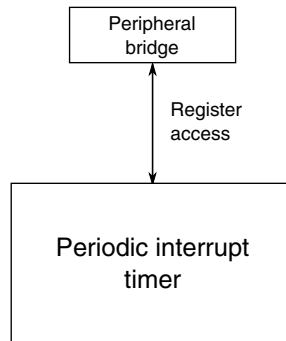 Peripheral
bridge
Register
access
Periodic interrupt
timer